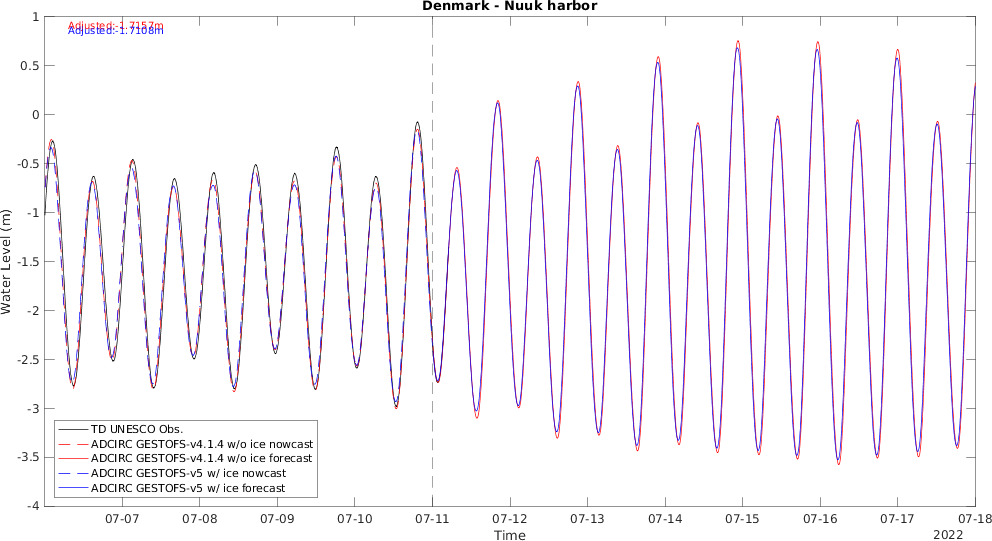 Denmark - Nuuk harbor
Adjusted:-1.7157m
Adjusted:-1.7108m
1
0.5
0
-0.5
-1
-1.5
-2
-2.5
-3
-3.5
-4
Water Level (m)
TD UNESCO Obs.
ADCIRC GESTOFS-v4.1.4 w/o ice nowcast
ADCIRC GESTOFS-v4.1.4 w/o ice forecast
ADCIRC GESTOFS-v5 w/ ice nowcast
ADCIRC GESTOFS-v5 w/ ice forecast
07-07 07-08 07-09 07-10 07-11 07-12 07-13 07-14 07-15 07-16 07-17 07-18
Time
2022